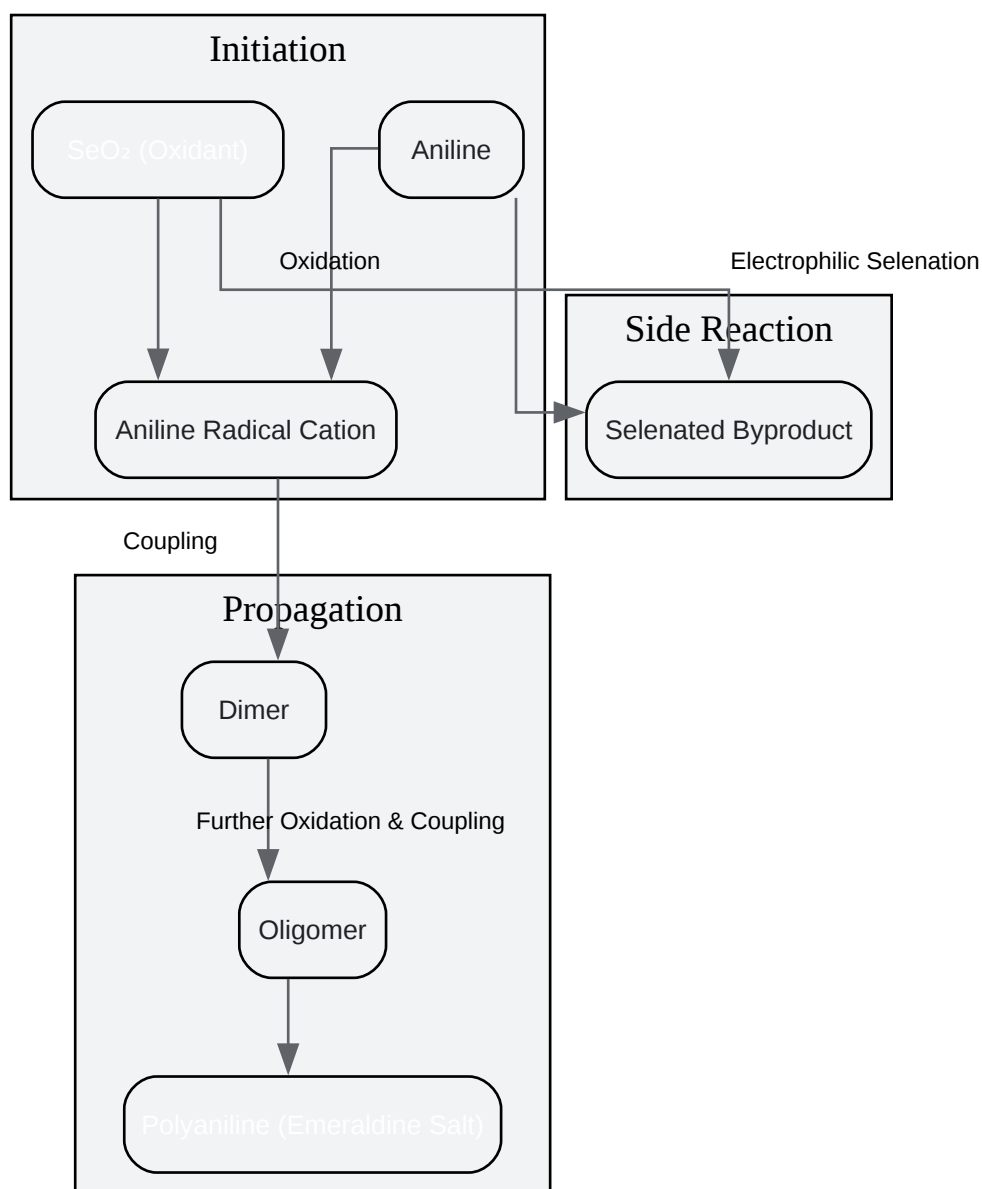 Initiation
SeO₂ (Oxidant)
Aniline
Oxidation
Electrophilic Selenation
Side Reaction
Aniline Radical Cation
Selenated Byproduct
Coupling
Propagation
Dimer
Further Oxidation & Coupling
Oligomer
Polyaniline (Emeraldine Salt)